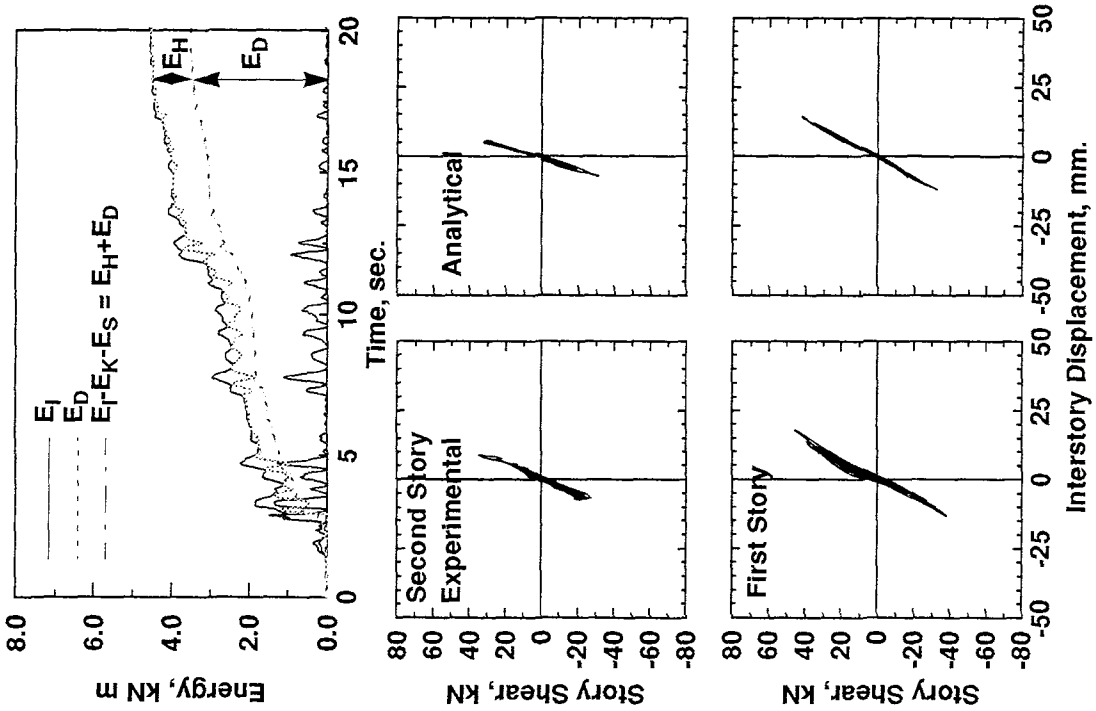 E_I
E_D
E_I-E_K-E_S = E_H+E_D
E_H
E_D
Energy, kN m
8.0
6.0
4.0
2.0
0.0
0 5 10 15 20
Time, sec.
Second Story
Experimental
Analytical
Story Shear, kN
80
60
40
20
0
-20
-40
-60
-80
First Story
Story Shear, kN
80
60
40
20
0
-20
-40
-60
-80
-50 -25 0 25 50
-50 -25 0 25 50
Interstory Displacement, mm.